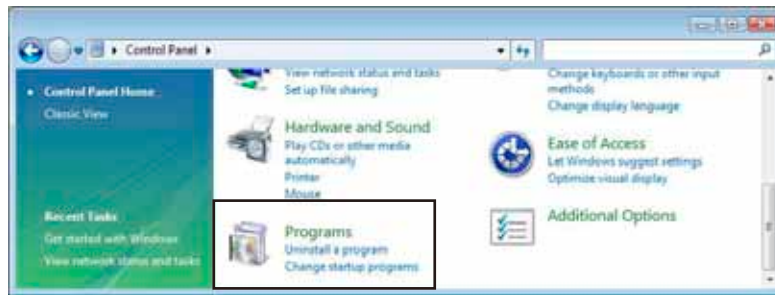 Control Panel
Control Panel Home
Classic View
Recent Tasks
Get started with Windows
View network status and tasks
View network status and tasks
Set up file sharing
Hardware and Sound
Play CDs or other media
automatically
Printer
Mouse
Programs
Uninstall a program
Change startup programs
Change keyboards or other input
methods
Change display language
Ease of Access
Let Windows suggest settings
Optimize visual display
Additional Options